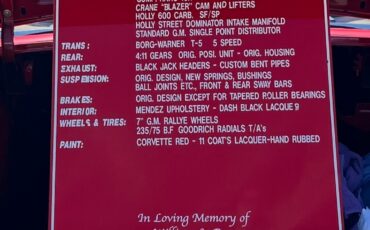 CRANE "BLAZER" CAM AND LIFTERS
HOLLY 600 CARB. SF/SP
HOLLY STREET DOMINATOR INTAKE MANIFOLD
STANDARD G.M. SINGLE POINT DISTRIBUTOR
TRANS: BORG-WARNER T-5 5 SPEED
REAR: 4:11 GEARS ORIG. POSI. UNIT - ORIG. HOUSING
EXHAUST: BLACK JACK HEADERS - CUSTOM BENT PIPES
SUSPENSION: ORIG. DESIGN, NEW SPRINGS, BUSHINGS
BALL JOINTS ETC., FRONT & REAR SWAY BARS
BRAKES: ORIG. DESIGN EXCEPT FOR TAPERED ROLLER BEARINGS
INTERIOR: MENDEZ UPHOLSTERY - DASH BLACK LACQUE
WHEELS & TIRES: 7" G.M. RALLYE WHEELS
235/75 B.F GOODRICH RADIALS T/A's
PAINT: CORVETTE RED - 11 COAT'S LACQUER-HAND RUBBED
In Loving Memory of